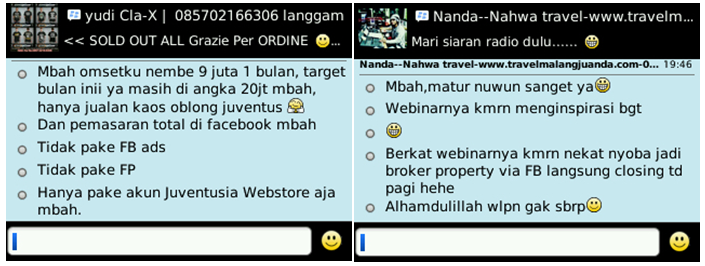 yudi Cla-X | 085702166306 langgam
<< SOLD OUT ALL Grazie Per ORDINE 😊...
Mbah omsetku nembe 9 juta 1 bulan, target
bulan inii ya masih di angka 20jt mbah,
hanya jualan kaos oblong juventus
Dan pemasaran total di facebook mbah
Tidak pake FB ads
Tidak pake FP
Hanya pake akun Juventusia Webstore aja
mbah.
Nanda--Nahwa travel-www.travelm...
Mari siaran radio dulu...... 😁
Nanda--Nahwa travel-www.travelmalangjuanda.com-0... 19:46
Mbah,matur nuwun sanget ya😁
Webinarnya kmrn menginspirasi bgt
😁
Berkat webinarnya kmrn nekat nyoba jadi
broker property via FB langsung closing td
pagi hehe
Alhamdulillah wlpn gak sbrp😊